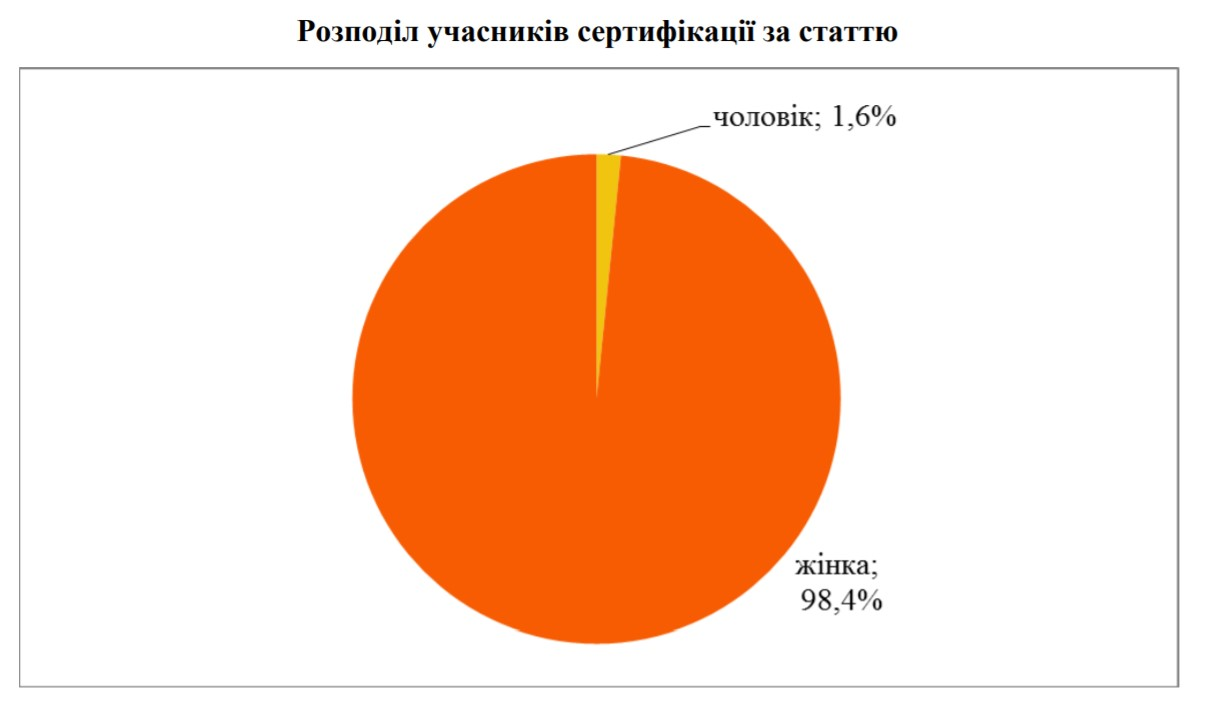 Розподіл учасників сертифікації за статтю
чоловік; 1,6%
жінка;
98,4%